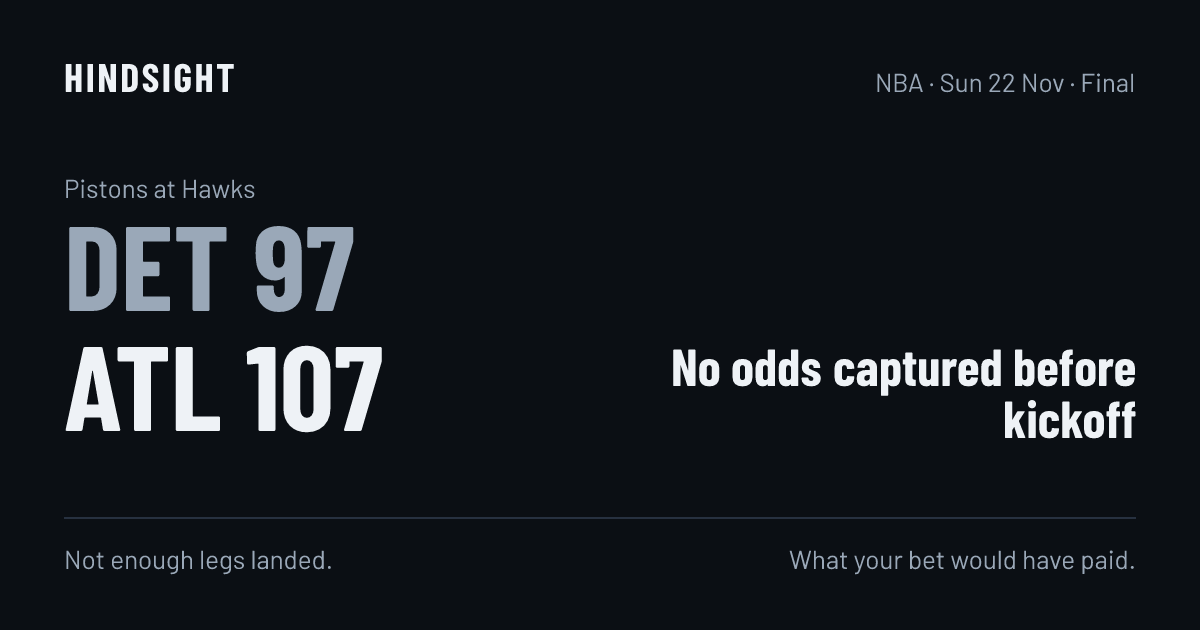 HINDSIGHT
NBA · Sun 22 Nov · Final
Pistons at Hawks
DET 97
ATL 107
No odds captured before
kickoff
Not enough legs landed.
What your bet would have paid.